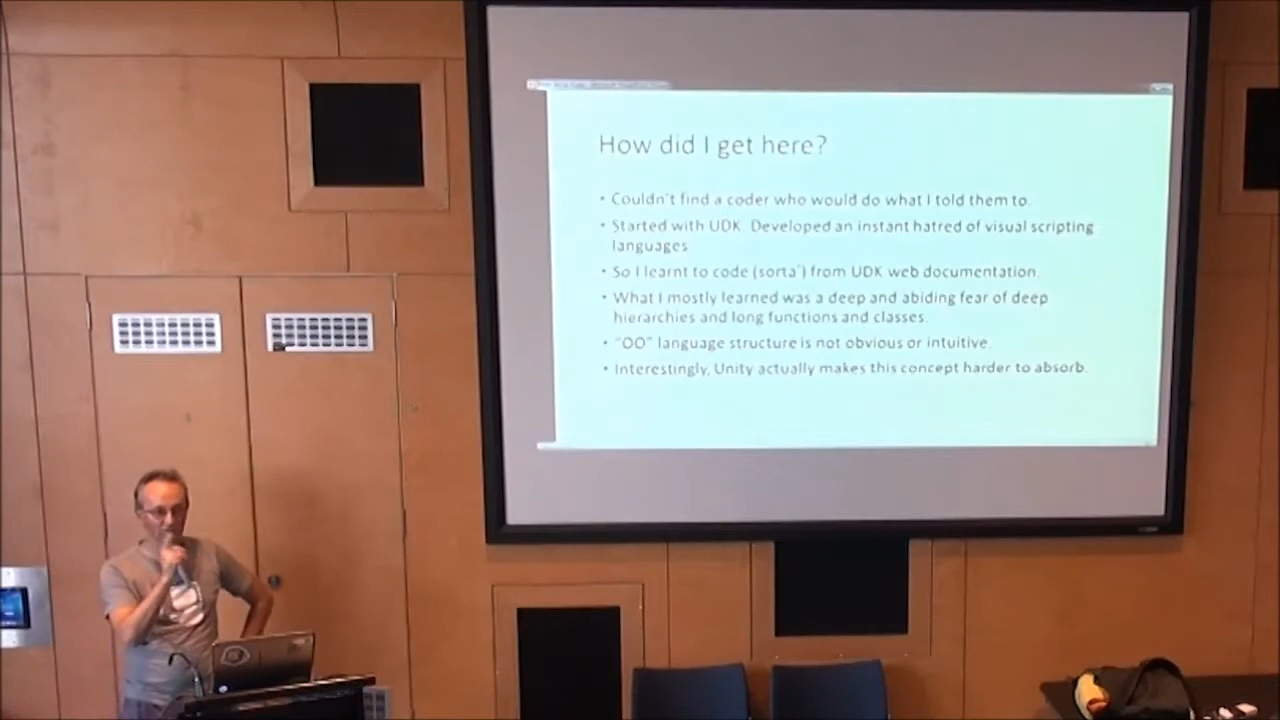 How did I get here?
• Couldn't find a coder who would do what I told them to.
• Started with UDK. Developed an instant hatred of visual scripting
languages.
• So I learnt to code (sorta') from UDK web documentation.
• What I mostly learned was a deep and abiding fear of deep
hierarchies and long functions and classes.
• "OO" language structure is not obvious or intuitive.
• Interestingly, Unity actually makes this concept harder to absorb.